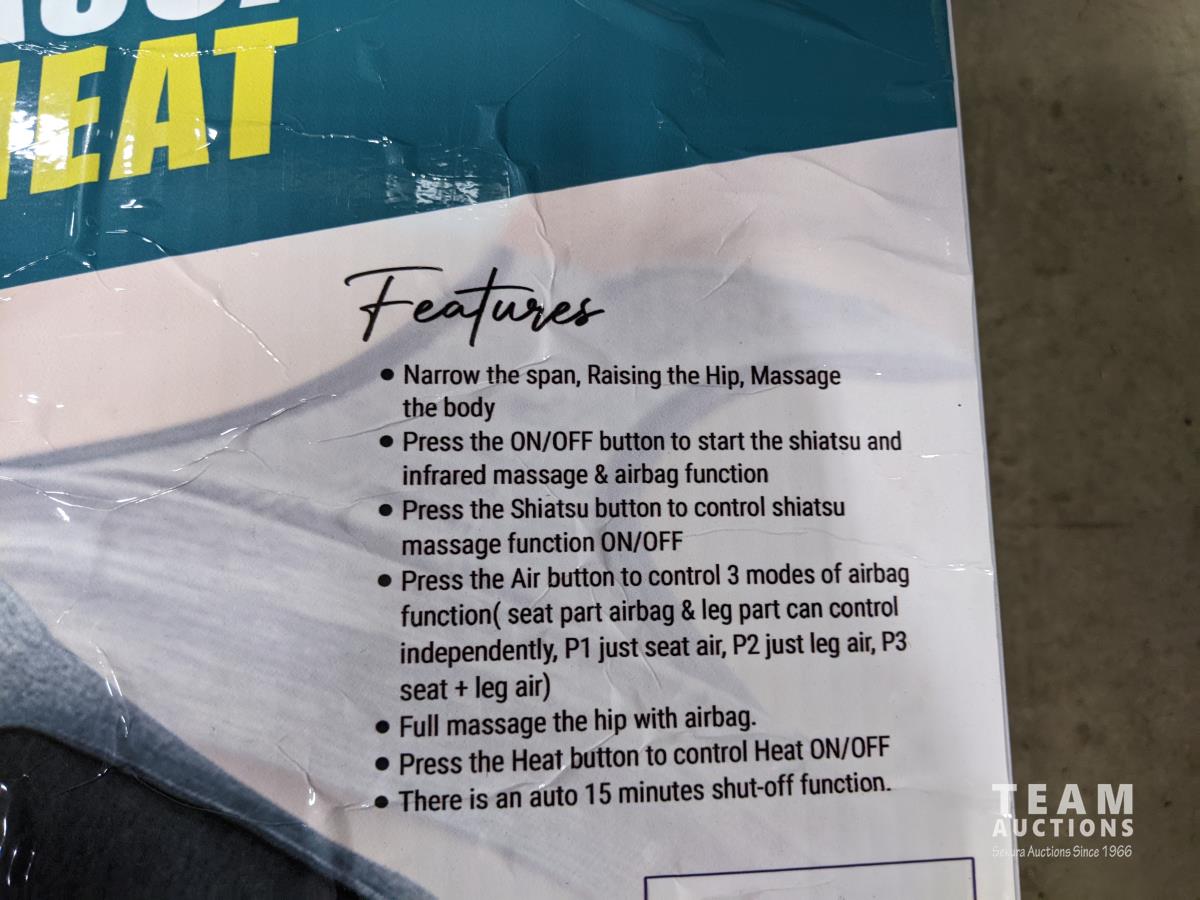 HEAT
Features
• Narrow the span, Raising the Hip, Massage
the body
• Press the ON/OFF button to start the shiatsu and
infrared massage & airbag function
• Press the Shiatsu button to control shiatsu
massage function ON/OFF
• Press the Air button to control 3 modes of airbag
function( seat part airbag & leg part can control
independently, P1 just seat air, P2 just leg air, P3
seat + leg air)
• Full massage the hip with airbag.
• Press the Heat button to control Heat ON/OFF
• There is an auto 15 minutes shut-off function.
TEAM
AUCTIONS
Sekura Auctions Since 1966